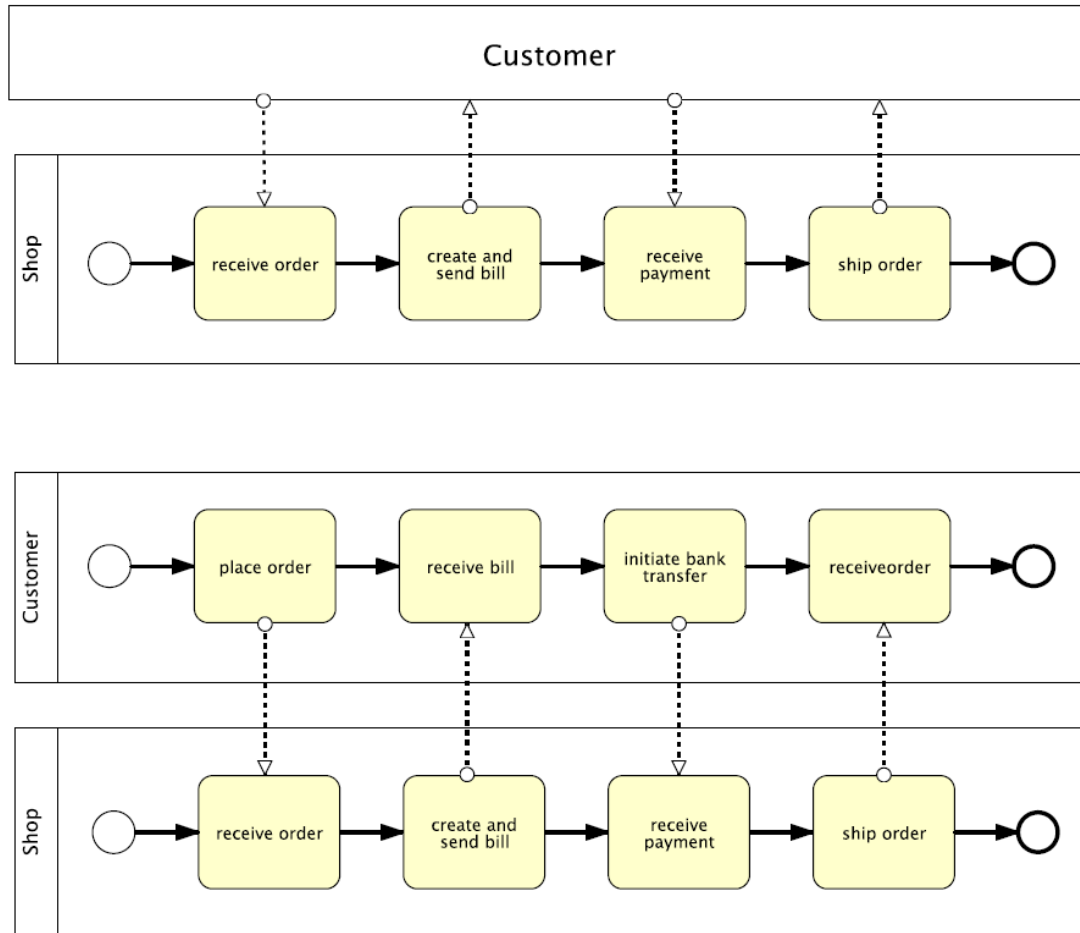 Customer
Shop
receive order
create and
send bill
receive
payment
ship order
Customer
place order
receive bill
initiate bank
transfer
receiveorder
Shop
receive order
create and
send bill
receive
payment
ship order